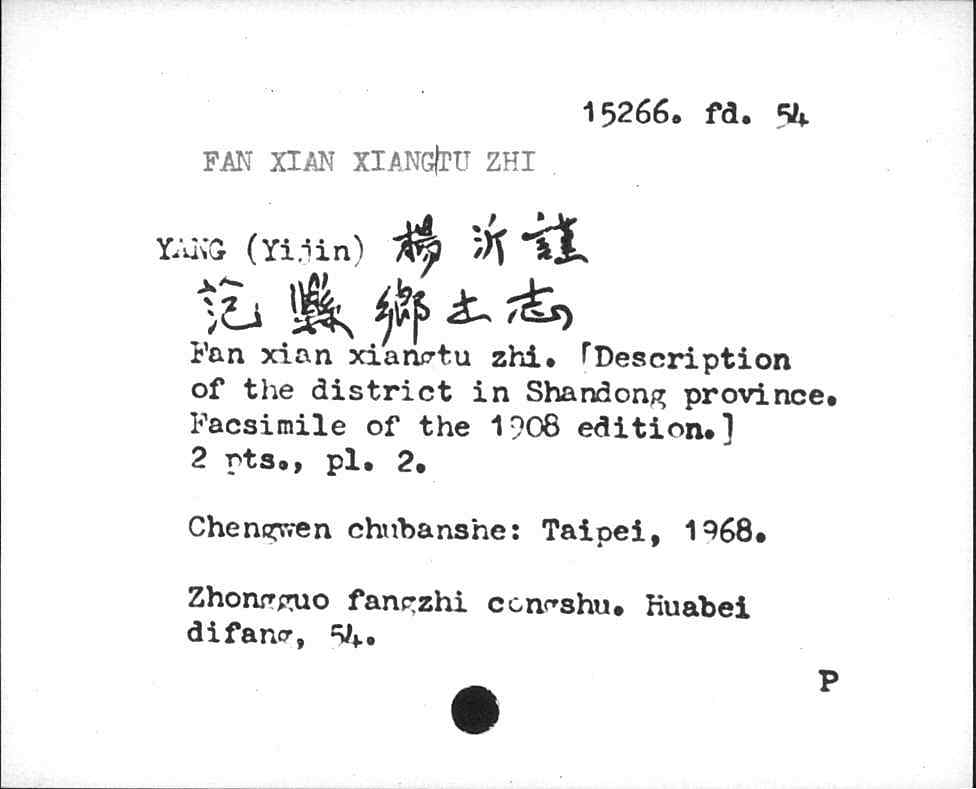 15266. fd. 54
FAN XIAN XIANGTU ZHI
YANG (Yijin) 楊沂謹
范縣鄉土志
Fan xian xiangtu zhi. [Description
of the district in Shandong province.
Facsimile of the 1908 edition.]
2 pts., pl. 2.
Chengwen chubanshe: Taipei, 1968.
Zhongguo fangzhi congshu. Huabei
difang, 54.
P